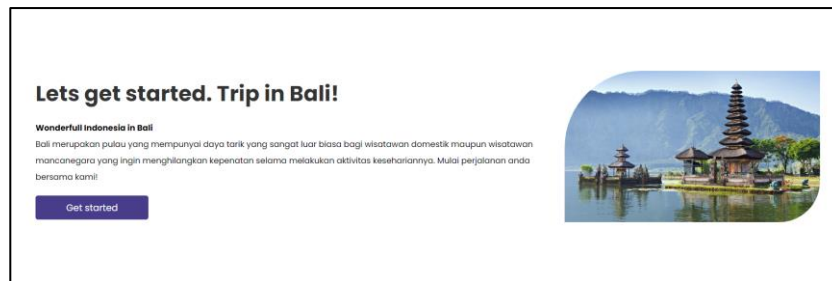 Lets get started. Trip in Bali!
Wonderfull Indonesia in Bali
Bali merupakan pulau yang mempunyai daya tarik yang sangat luar biasa bagi wisatawan domestik maupun wisatawan
mancanegara yang ingin menghilangkan kepenatan selama melakukan aktivitas kesehariannya. Mulai perjalanan anda
bersama kami!
Get started